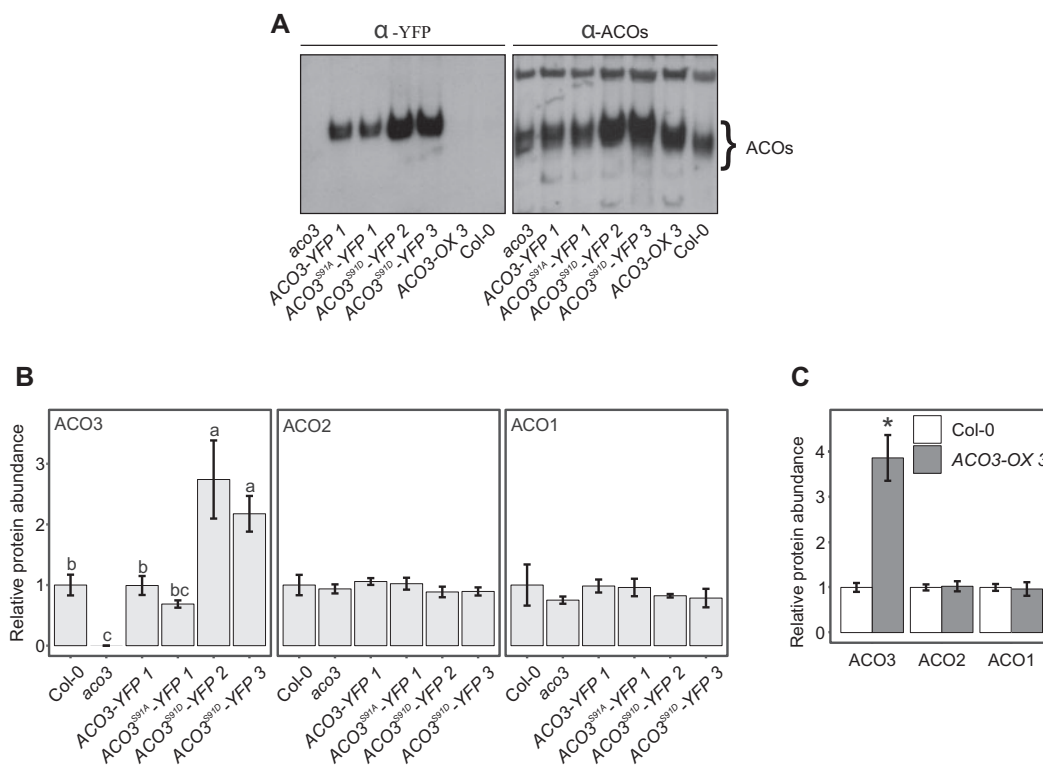 A
α -YFP
α-ACOs
ACOs
aco3
ACO3-YFP 1
ACO3S91A-YFP 1
ACO3S91D-YFP 2
ACO3S91D-YFP 3
ACO3-OX 3
Col-0
aco3
ACO3-YFP 1
ACO3S91A-YFP 1
ACO3S91D-YFP 2
ACO3S91D-YFP 3
ACO3-OX 3
Col-0
B
Relative protein abundance
3
2
1
0
ACO3
b
c
b
bc
a
a
ACO2
ACO1
Col-0
aco3
ACO3-YFP 1
ACO3S91A-YFP 1
ACO3S91D-YFP 2
ACO3S91D-YFP 3
Col-0
aco3
ACO3-YFP 1
ACO3S91A-YFP 1
ACO3S91D-YFP 2
ACO3S91D-YFP 3
Col-0
aco3
ACO3-YFP 1
ACO3S91A-YFP 1
ACO3S91D-YFP 2
ACO3S91D-YFP 3
C
Relative protein abundance
4
2
1
0
*
Col-0
ACO3-OX 3
ACO3
ACO2
ACO1